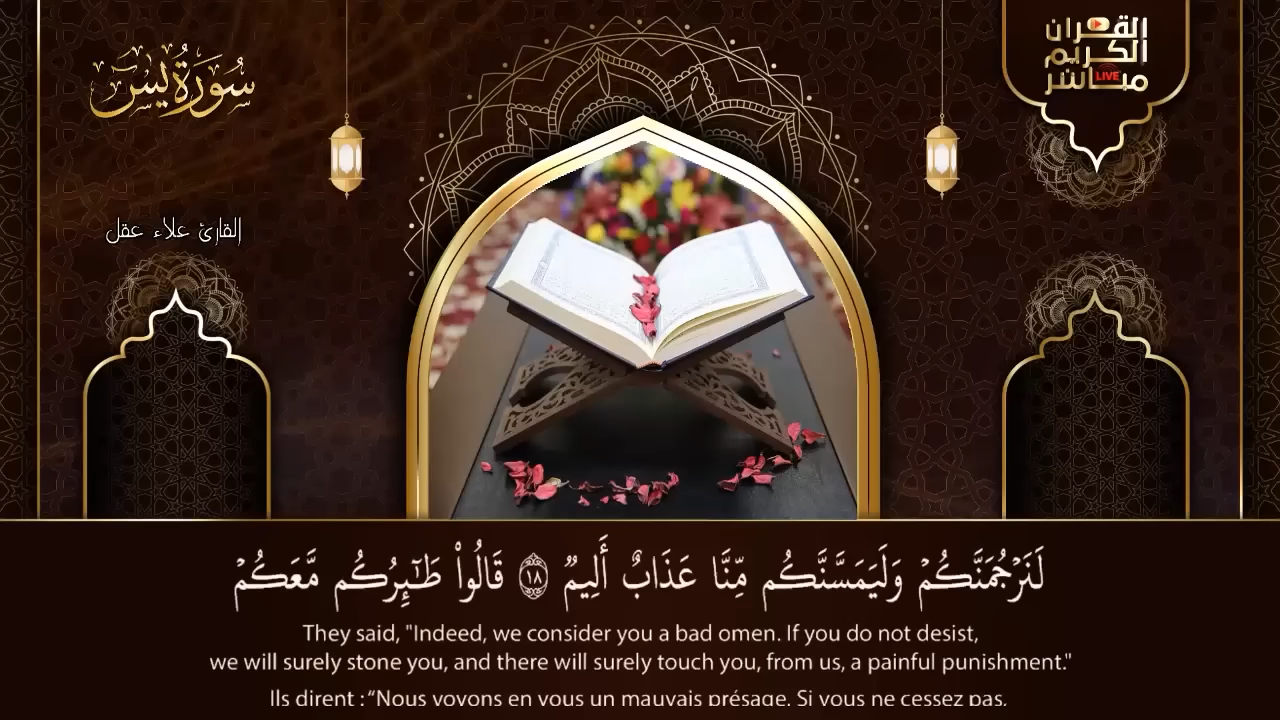 سُورَةُ يسٓ
القرآن
الكريم
مباشر
LIVE
القارئ علاء عقل
لَنَرۡجُمَنَّكُمۡ وَلَيَمَسَّنَّكُم مِّنَّا عَذَابٌ أَلِيمٞ ١٨ قَالُواْ طَٰٓئِرُكُم مَّعَكُمۡ
They said, "Indeed, we consider you a bad omen. If you do not desist,
we will surely stone you, and there will surely touch you, from us, a painful punishment."
Ils dirent : “Nous voyons en vous un mauvais présage. Si vous ne cessez pas,